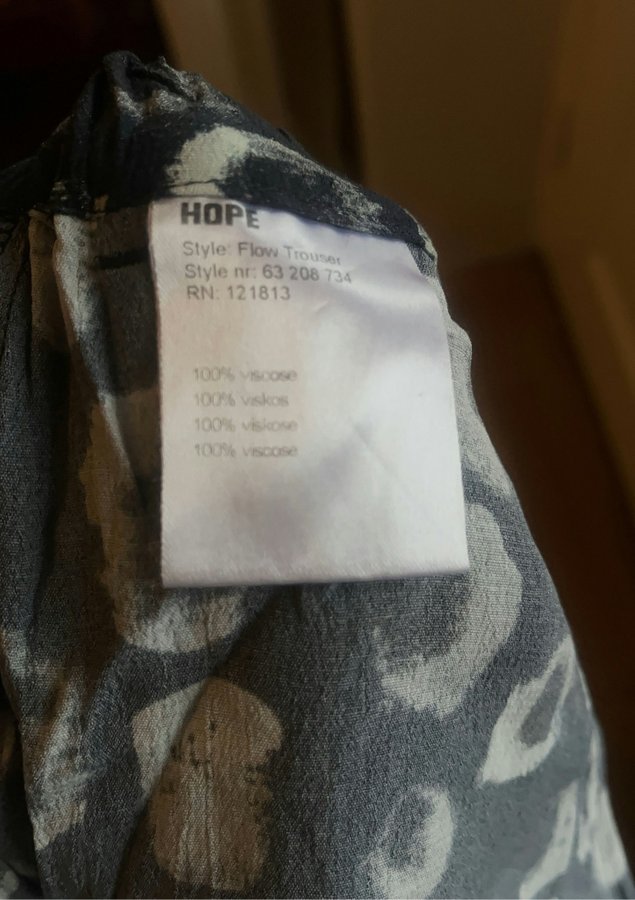 HOPE
Style: Flow Trouser
Style nr: 63 208 734
RN: 121813
100% viscose
100% viskos
100% viskose
100% viscose